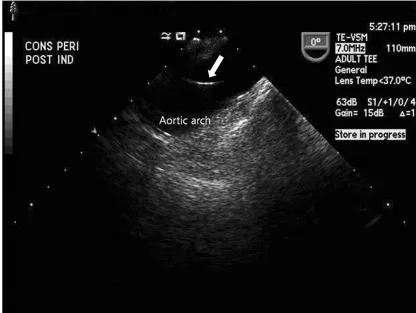 5:27:11 pm
CONS PERI
POST IND
0°
TE-V5M
7.0MHz 110mm
ADULT TEE
General
Lens Temp<37.0°C
63dB S1/+1/0/4
Gain= 15dB Δ=1
Store in progress
Aortic arch